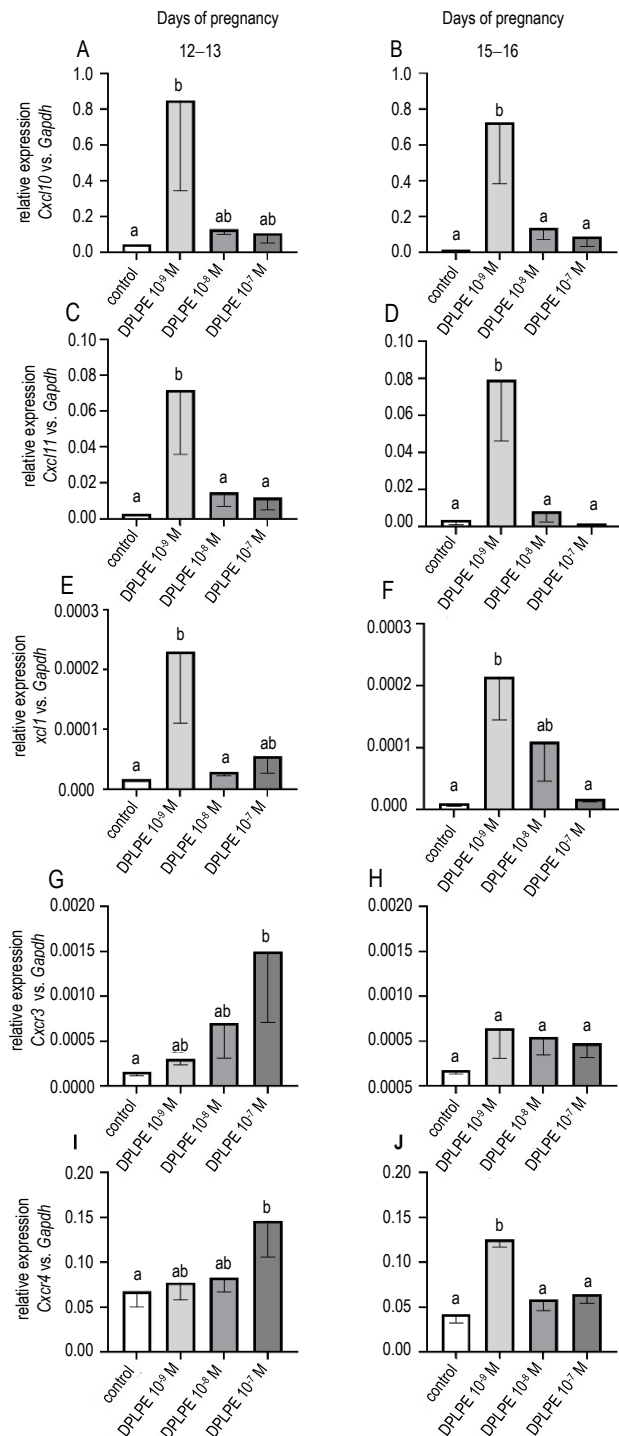 Days of pregnancy
Days of pregnancy
A
12–13
B
15–16
relative expression
Cxcl10 vs. Gapdh
1.0
0.8
0.6
0.4
0.2
0.0
a
b
ab
ab
control
DPLPE 10⁻⁹ M
DPLPE 10⁻⁸ M
DPLPE 10⁻⁷ M
1.0
0.8
0.6
0.4
0.2
0.0
a
b
a
a
control
DPLPE 10⁻⁹ M
DPLPE 10⁻⁸ M
DPLPE 10⁻⁷ M
C
relative expression
Cxcl11 vs. Gapdh
0.10
0.08
0.06
0.04
0.02
0.00
a
b
a
a
control
DPLPE 10⁻⁹ M
DPLPE 10⁻⁸ M
DPLPE 10⁻⁷ M
D
0.10
0.08
0.06
0.04
0.02
0.00
a
b
a
a
control
DPLPE 10⁻⁹ M
DPLPE 10⁻⁸ M
DPLPE 10⁻⁷ M
E
relative expression
xcl1 vs. Gapdh
0.0003
0.0002
0.0001
0.000
a
b
a
ab
control
DPLPE 10⁻⁹ M
DPLPE 10⁻⁸ M
DPLPE 10⁻⁷ M
F
0.0003
0.0002
0.0001
0.000
a
b
ab
a
control
DPLPE 10⁻⁹ M
DPLPE 10⁻⁸ M
DPLPE 10⁻⁷ M
G
relative expression
Cxcr3 vs. Gapdh
0.0020
0.0015
0.0010
0.0005
0.0000
a
ab
ab
b
control
DPLPE 10⁻⁹ M
DPLPE 10⁻⁸ M
DPLPE 10⁻⁷ M
H
0.0020
0.0015
0.0010
0.0005
0.0005
a
a
a
a
control
DPLPE 10⁻⁹ M
DPLPE 10⁻⁸ M
DPLPE 10⁻⁷ M
I
relative expression
Cxcr4 vs. Gapdh
0.20
0.15
0.10
0.05
0.00
a
ab
ab
b
control
DPLPE 10⁻⁹ M
DPLPE 10⁻⁸ M
DPLPE 10⁻⁷ M
J
0.20
0.15
0.10
0.05
0.00
a
b
a
a
control
DPLPE 10⁻⁹ M
DPLPE 10⁻⁸ M
DPLPE 10⁻⁷ M